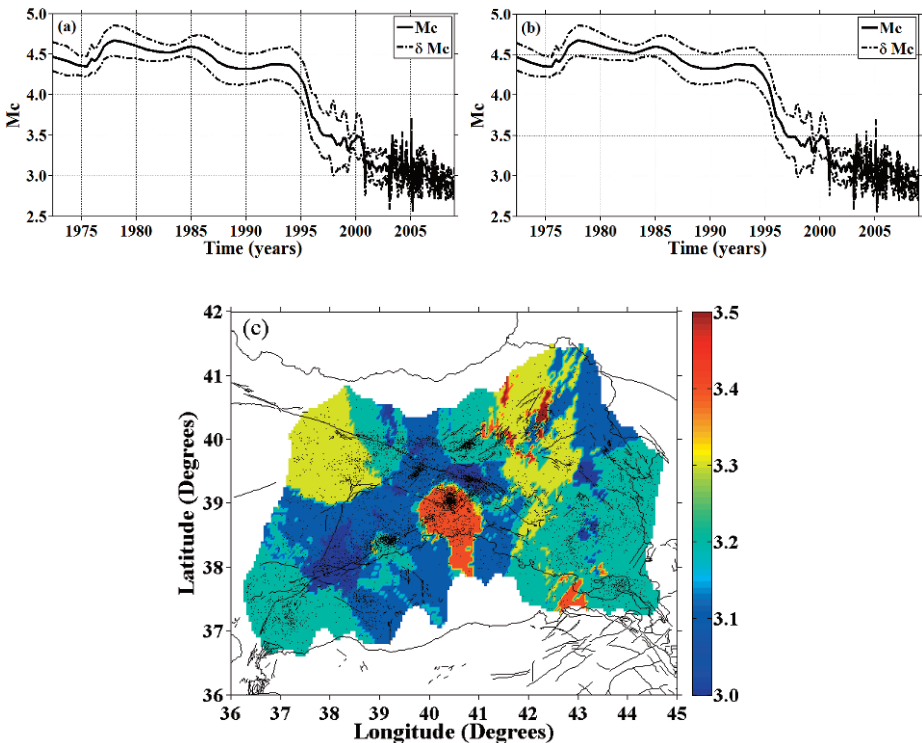 (a)
Mc
δ Mc
5.0
4.5
4.0
3.5
3.0
2.5
Mc
1975 1980 1985 1990 1995 2000 2005
Time (years)
(b)
Mc
δ Mc
5.0
4.5
4.0
3.5
3.0
2.5
Mc
1975 1980 1985 1990 1995 2000 2005
Time (years)
(c)
42
41
40
39
38
37
36
Latitude (Degrees)
36 37 38 39 40 41 42 43 44 45
Longitude (Degrees)
3.5
3.4
3.3
3.2
3.1
3.0